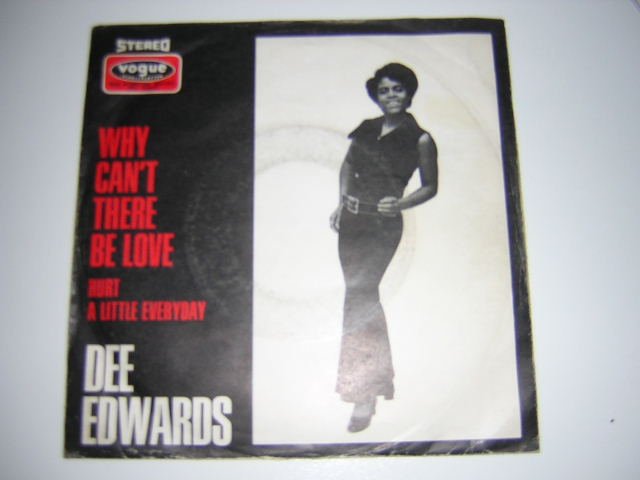 STEREO
vogue
WHY
CAN'T
THERE
BE LOVE
HURT
A LITTLE EVERYDAY
DEE
EDWARDS